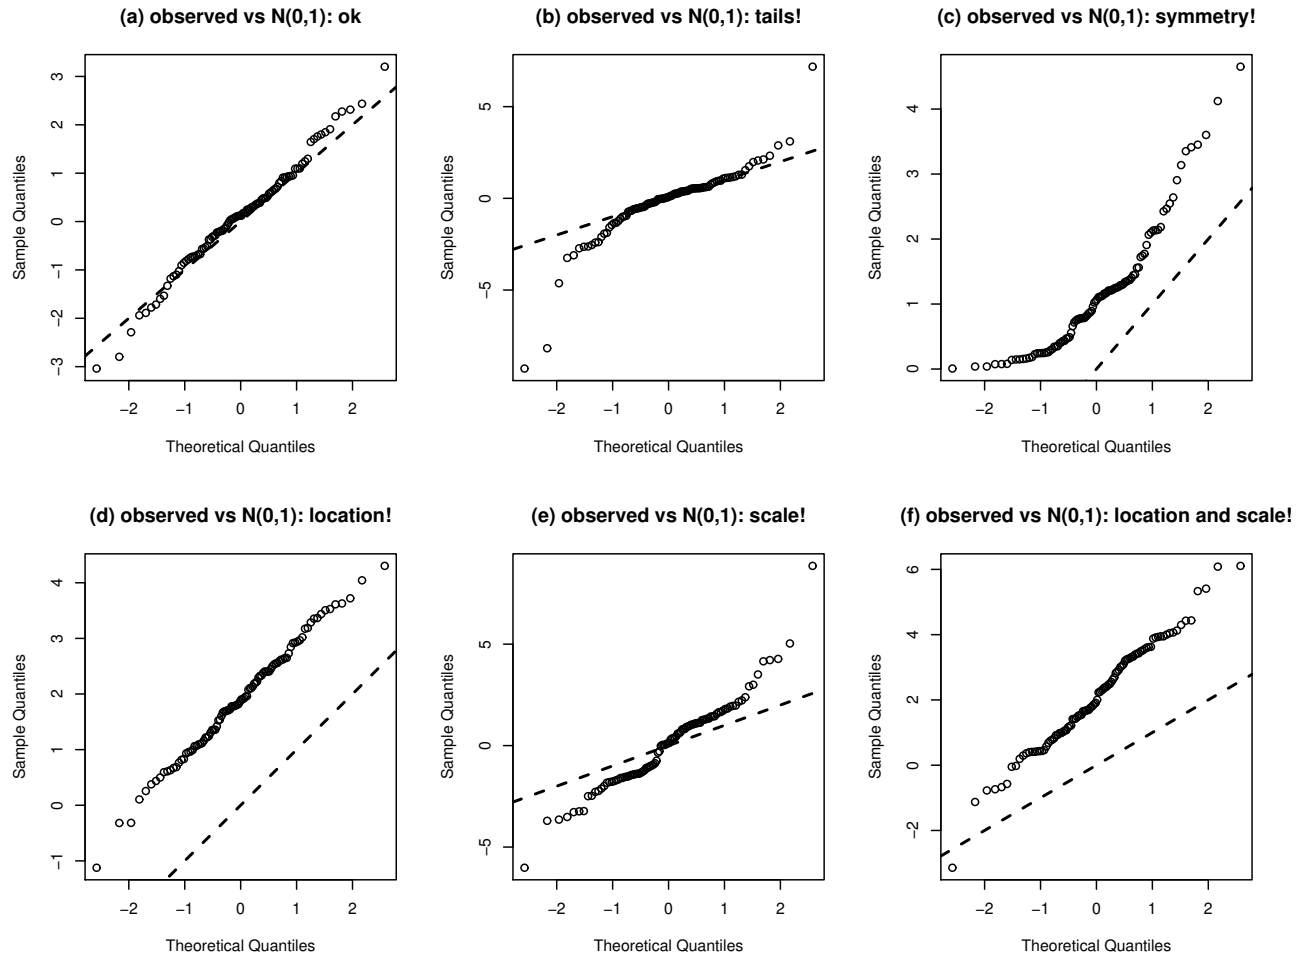 (a) observed vs N(0,1): ok
(b) observed vs N(0,1): tails!
(c) observed vs N(0,1): symmetry!
Sample Quantiles
3
2
1
0
−1
−2
−3
−2 −1 0 1 2
Theoretical Quantiles
Sample Quantiles
5
0
−5
−2 −1 0 1 2
Theoretical Quantiles
Sample Quantiles
4
3
2
1
0
−2 −1 0 1 2
Theoretical Quantiles
(d) observed vs N(0,1): location!
(e) observed vs N(0,1): scale!
(f) observed vs N(0,1): location and scale!
Sample Quantiles
4
3
2
1
0
−1
−2 −1 0 1 2
Theoretical Quantiles
Sample Quantiles
5
0
−5
−2 −1 0 1 2
Theoretical Quantiles
Sample Quantiles
6
4
2
0
−2
−2 −1 0 1 2
Theoretical Quantiles